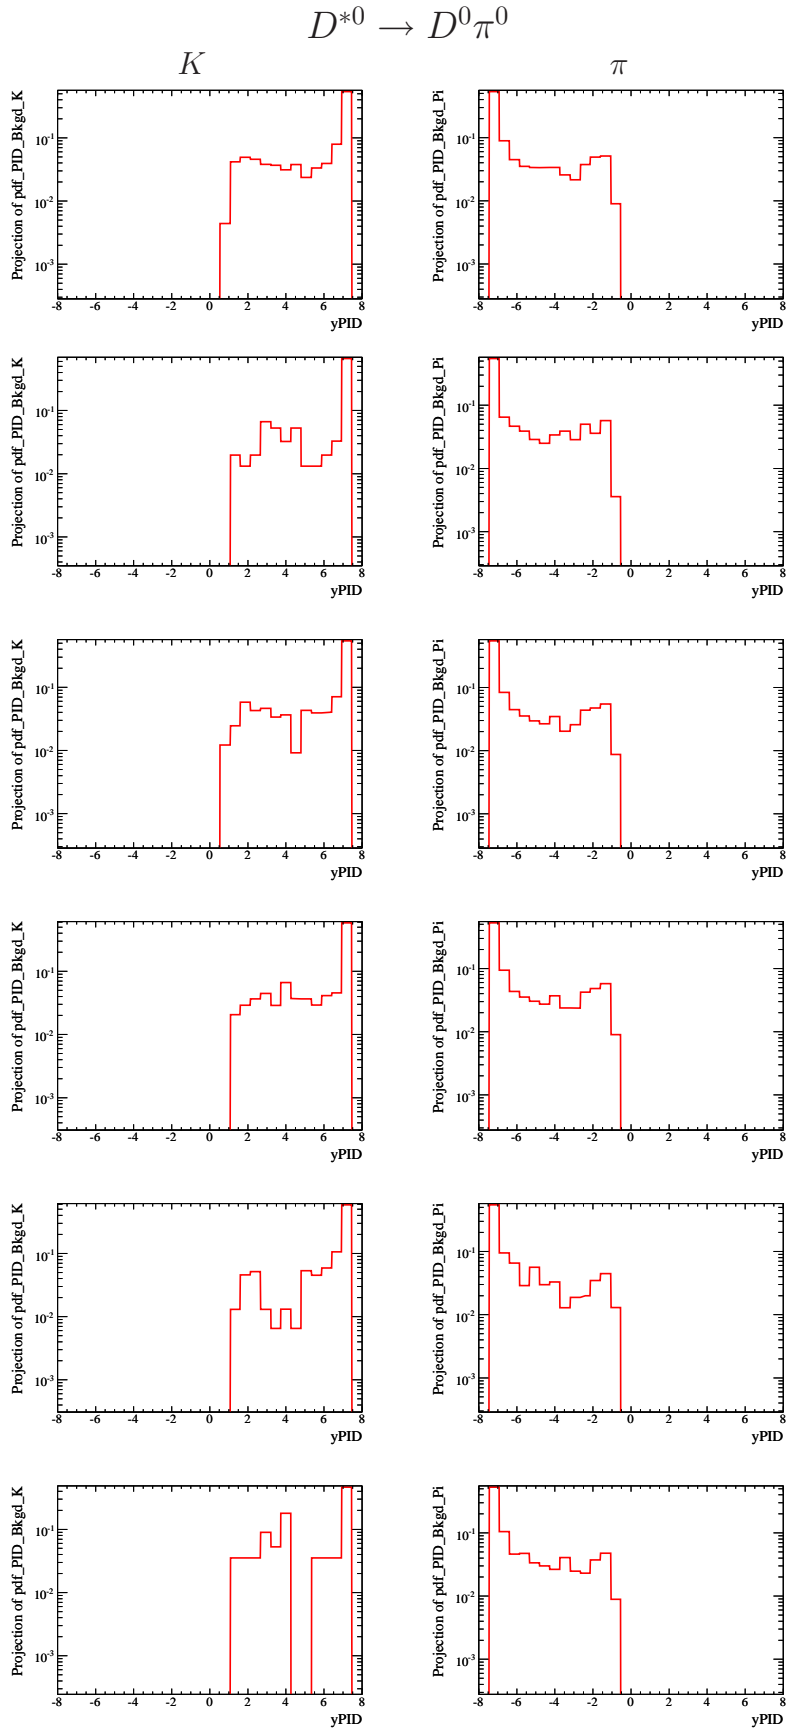 D*0 → D0π0
K π
Projection of pdf_PID_Bkgd_K
10-1
10-2
10-3
-8 -6 -4 -2 0 2 4 6 8
yPID
Projection of pdf_PID_Bkgd_Pi
10-1
10-2
10-3
-8 -6 -4 -2 0 2 4 6 8
yPID
Projection of pdf_PID_Bkgd_K
10-1
10-2
10-3
-8 -6 -4 -2 0 2 4 6 8
yPID
Projection of pdf_PID_Bkgd_Pi
10-1
10-2
10-3
-8 -6 -4 -2 0 2 4 6 8
yPID
Projection of pdf_PID_Bkgd_K
10-1
10-2
10-3
-8 -6 -4 -2 0 2 4 6 8
yPID
Projection of pdf_PID_Bkgd_Pi
10-1
10-2
10-3
-8 -6 -4 -2 0 2 4 6 8
yPID
Projection of pdf_PID_Bkgd_K
10-1
10-2
10-3
-8 -6 -4 -2 0 2 4 6 8
yPID
Projection of pdf_PID_Bkgd_Pi
10-1
10-2
10-3
-8 -6 -4 -2 0 2 4 6 8
yPID
Projection of pdf_PID_Bkgd_K
10-1
10-2
10-3
-8 -6 -4 -2 0 2 4 6 8
yPID
Projection of pdf_PID_Bkgd_Pi
10-1
10-2
10-3
-8 -6 -4 -2 0 2 4 6 8
yPID
Projection of pdf_PID_Bkgd_K
10-1
10-2
10-3
-8 -6 -4 -2 0 2 4 6 8
yPID
Projection of pdf_PID_Bkgd_Pi
10-1
10-2
10-3
-8 -6 -4 -2 0 2 4 6 8
yPID